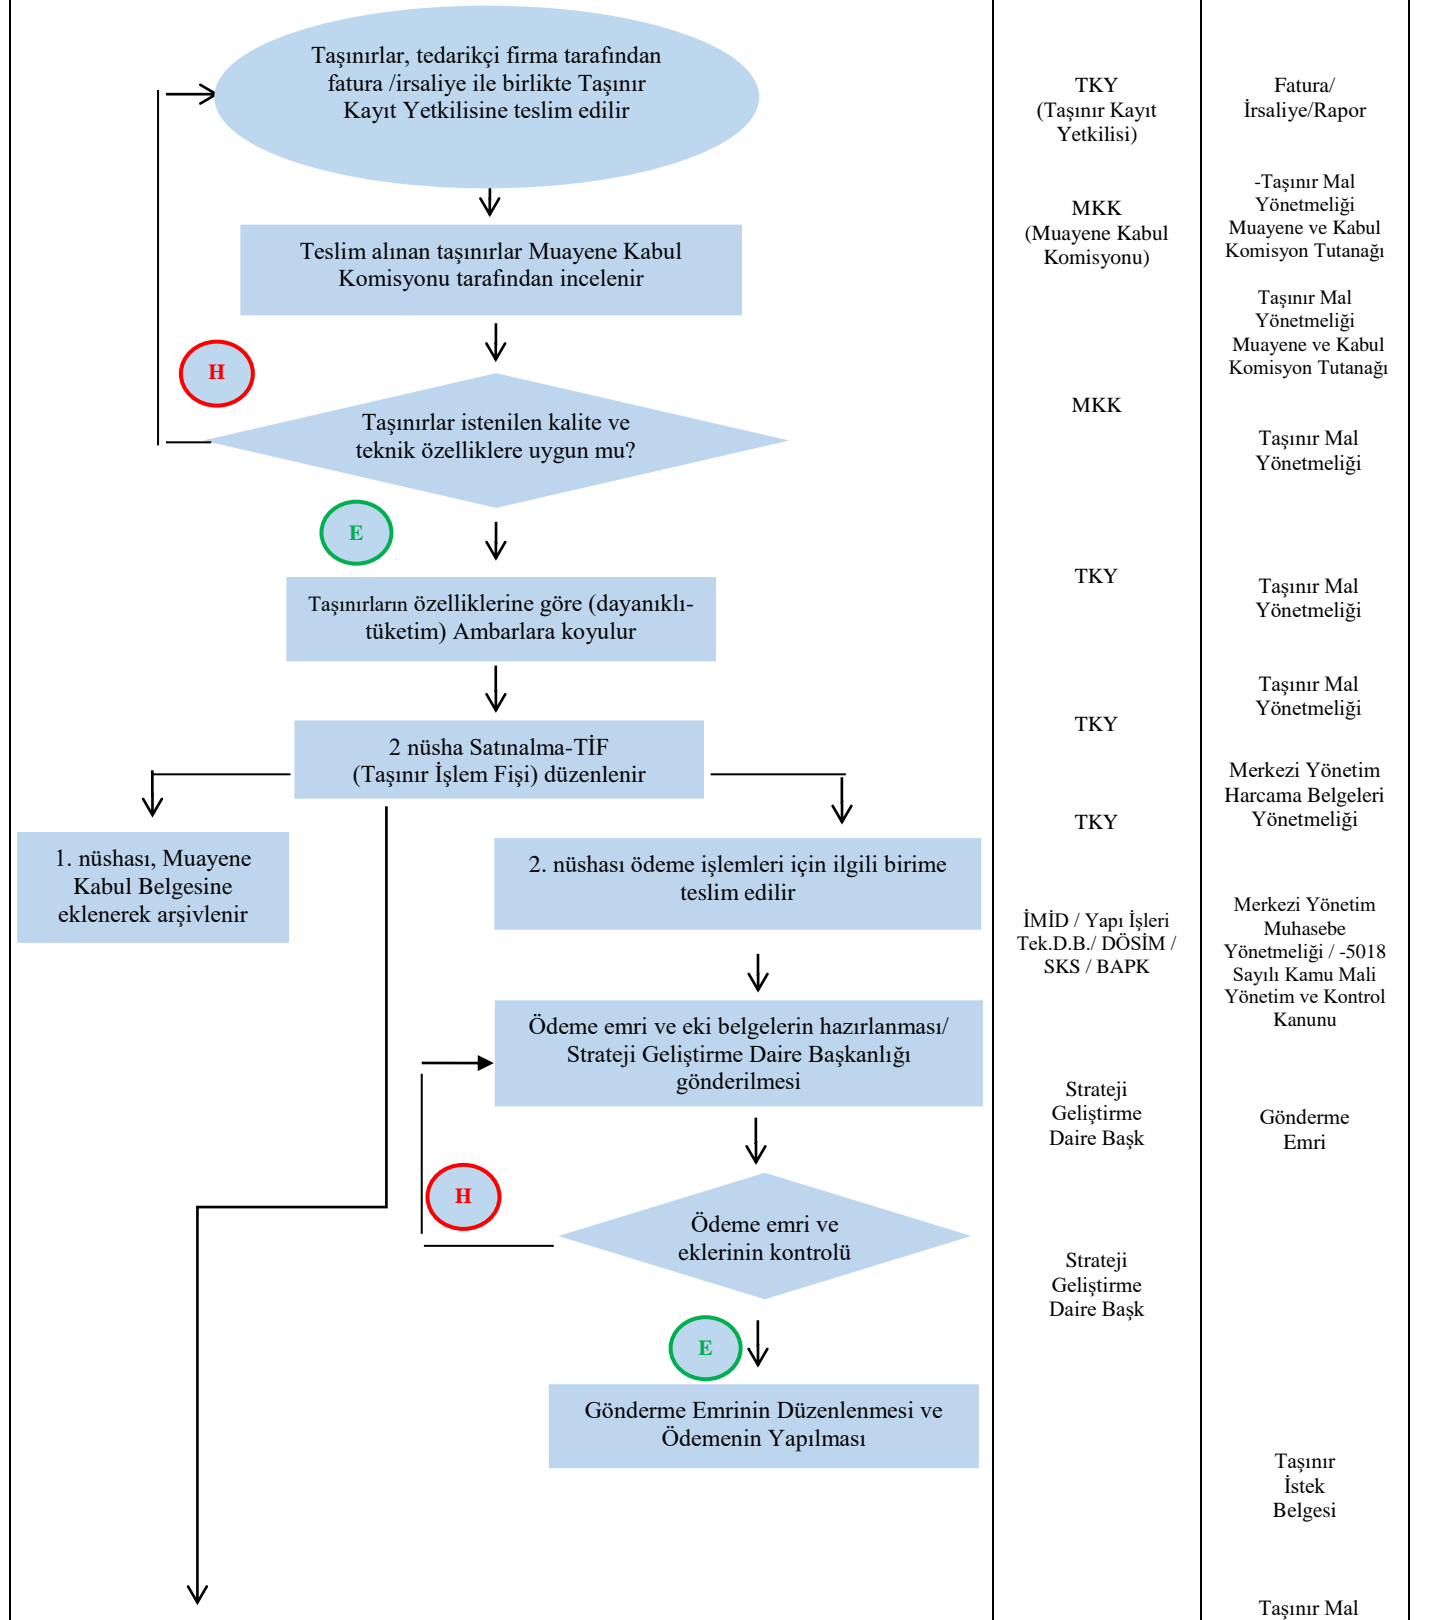 Taşınırlar, tedarikçi firma tarafından
fatura /irsaliye ile birlikte Taşınır
Kayıt Yetkilisine teslim edilir
Teslim alınan taşınırlar Muayene Kabul
Komisyonu tarafından incelenir
H
Taşınırlar istenilen kalite ve
teknik özelliklere uygun mu?
E
Taşınırların özelliklerine göre (dayanıklı-
tüketim) Ambarlara koyulur
2 nüsha Satınalma-TİF
(Taşınır İşlem Fişi) düzenlenir
1. nüshası, Muayene
Kabul Belgesine
eklenerek arşivlenir
2. nüshası ödeme işlemleri için ilgili birime
teslim edilir
Ödeme emri ve eki belgelerin hazırlanması/
Strateji Geliştirme Daire Başkanlığı
gönderilmesi
H
Ödeme emri ve
eklerinin kontrolü
E
Gönderme Emrinin Düzenlenmesi ve
Ödemenin Yapılması
TKY
(Taşınır Kayıt
Yetkilisi)
MKK
(Muayene Kabul
Komisyonu)
MKK
TKY
TKY
TKY
İMİD / Yapı İşleri
Tek.D.B./ DÖSİM /
SKS / BAPK
Strateji
Geliştirme
Daire Başk
Strateji
Geliştirme
Daire Başk
Fatura/
İrsaliye/Rapor
-Taşınır Mal
Yönetmeliği
Muayene ve Kabul
Komisyon Tutanağı
Taşınır Mal
Yönetmeliği
Muayene ve Kabul
Komisyon Tutanağı
Taşınır Mal
Yönetmeliği
Taşınır Mal
Yönetmeliği
Taşınır Mal
Yönetmeliği
Merkezi Yönetim
Harcama Belgeleri
Yönetmeliği
Merkezi Yönetim
Muhasebe
Yönetmeliği / -5018
Sayılı Kamu Mali
Yönetim ve Kontrol
Kanunu
Gönderme
Emri
Taşınır
İstek
Belgesi
Taşınır Mal